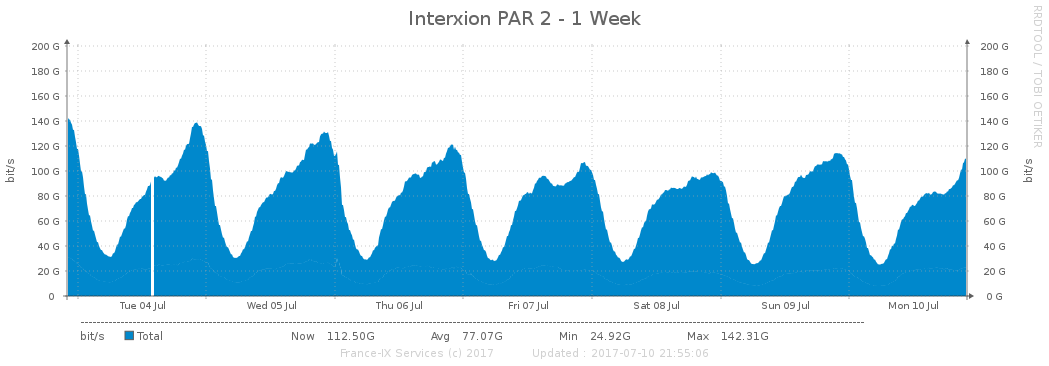 Interxion PAR 2 - 1 Week
RRDTOOL / TOBI OETIKER
bit/s
bit/s
200 G 200 G
180 G 180 G
160 G 160 G
140 G 140 G
120 G 120 G
100 G 100 G
80 G 80 G
60 G 60 G
40 G 40 G
20 G 20 G
0 0 G
Tue 04 Jul Wed 05 Jul Thu 06 Jul Fri 07 Jul Sat 08 Jul Sun 09 Jul Mon 10 Jul
bit/s Total Now 112.50G Avg 77.07G Min 24.92G Max 142.31G
France-IX Services (c) 2017 Updated : 2017-07-10 21:55:06